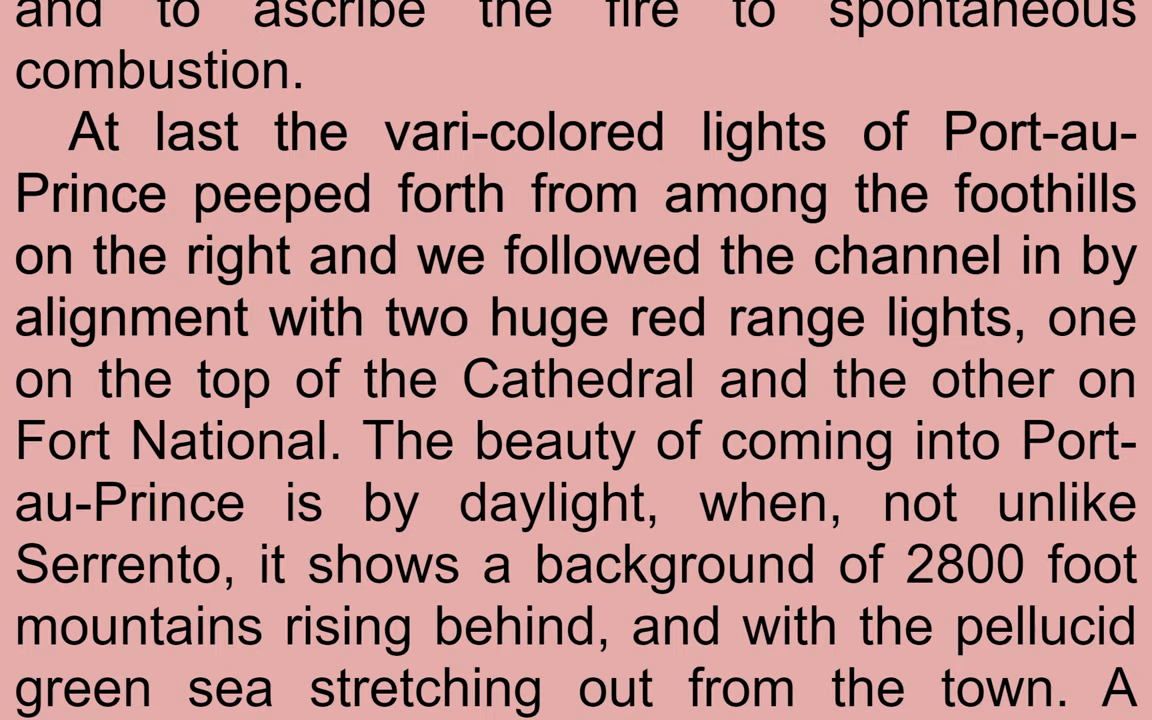 and to ascribe the fire to spontaneous
combustion.
At last the vari-colored lights of Port-au-
Prince peeped forth from among the foothills
on the right and we followed the channel in by
alignment with two huge red range lights, one
on the top of the Cathedral and the other on
Fort National. The beauty of coming into Port-
au-Prince is by daylight, when, not unlike
Serrento, it shows a background of 2800 foot
mountains rising behind, and with the pellucid
green sea stretching out from the town. A